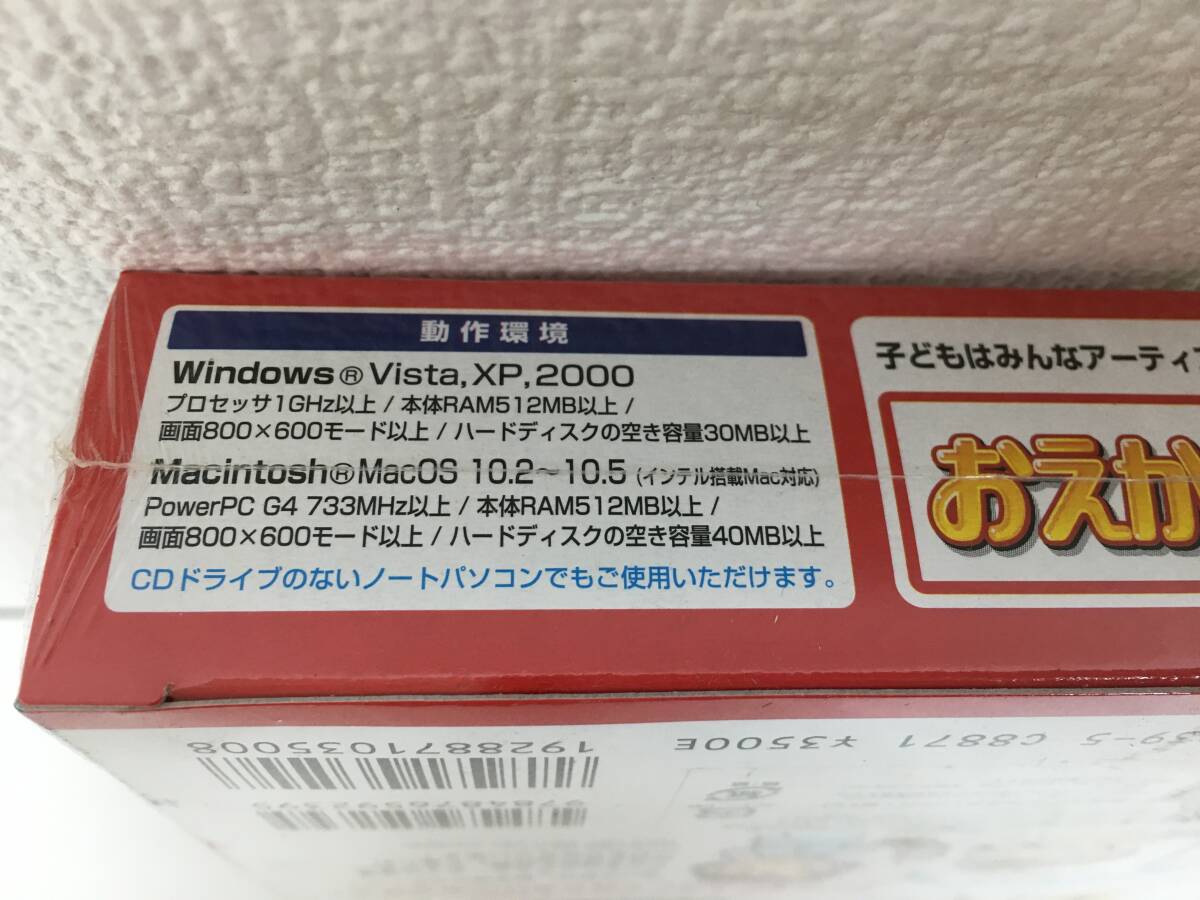 動作環境
Windows® Vista,XP,2000
プロセッサ1GHz以上 / 本体RAM512MB以上 /
画面800×600モード以上 / ハードディスクの空き容量30MB以上
Macintosh® MacOS 10.2～10.5 (インテル搭載Mac対応)
PowerPC G4 733MHz以上 / 本体RAM512MB以上 /
画面800×600モード以上 / ハードディスクの空き容量40MB以上
CDドライブのないノートパソコンでもご使用いただけます。
子どもはみんなアーティ
おえか
39-5 C8871 ¥3500E
1928871035008